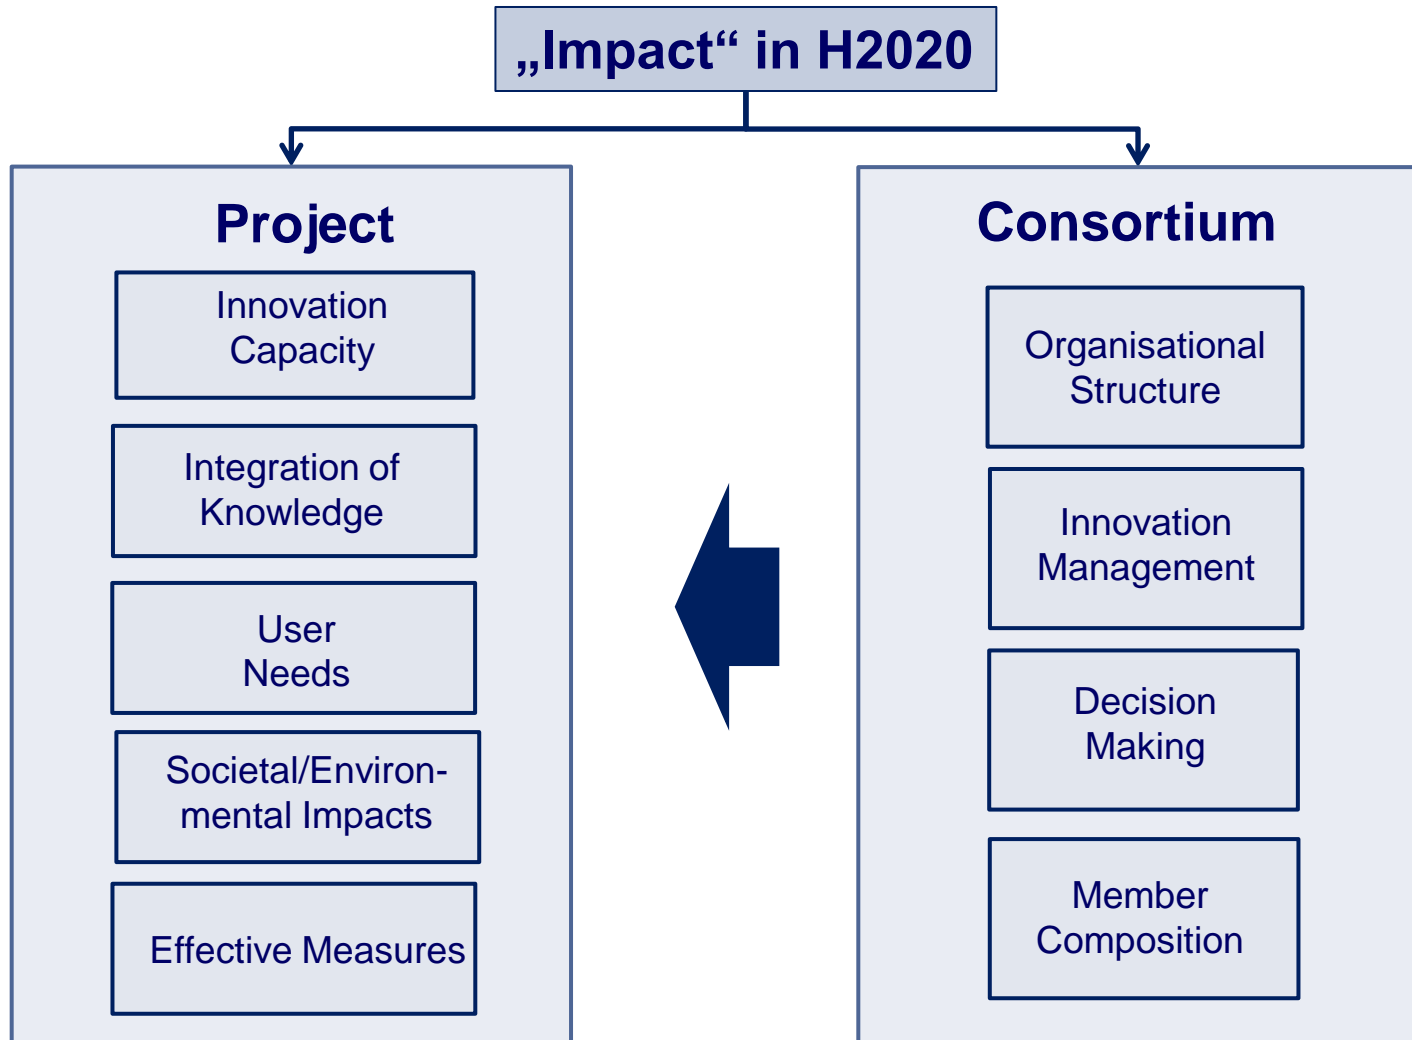 „Impact“ in H2020
Project
Innovation
Capacity
Integration of
Knowledge
User
Needs
Societal/Environ-
mental Impacts
Effective Measures
Consortium
Organisational
Structure
Innovation
Management
Decision
Making
Member
Composition